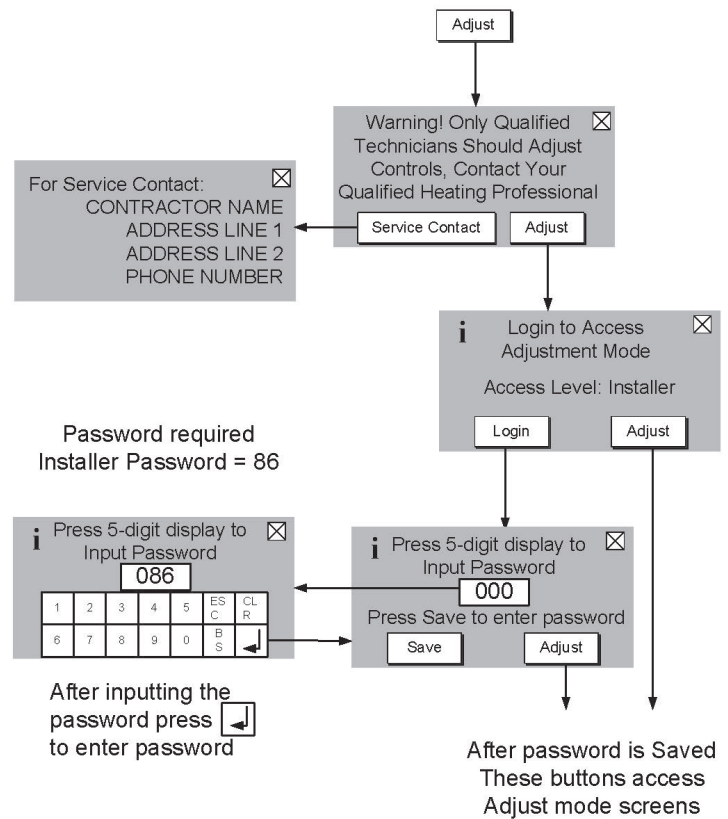 Adjust
Warning! Only Qualified
Technicians Should Adjust
Controls, Contact Your
Qualified Heating Professional
Service Contact
Adjust
For Service Contact:
CONTRACTOR NAME
ADDRESS LINE 1
ADDRESS LINE 2
PHONE NUMBER
i
Login to Access
Adjustment Mode
Access Level: Installer
Login
Adjust
Password required
Installer Password = 86
i
Press 5-digit display to
Input Password
086
1 2 3 4 5 ES
C CL
R
6 7 8 9 0 B
S
i
Press 5-digit display to
Input Password
000
Press Save to enter password
Save
Adjust
After inputting the
password press
to enter password
After password is Saved
These buttons access
Adjust mode screens